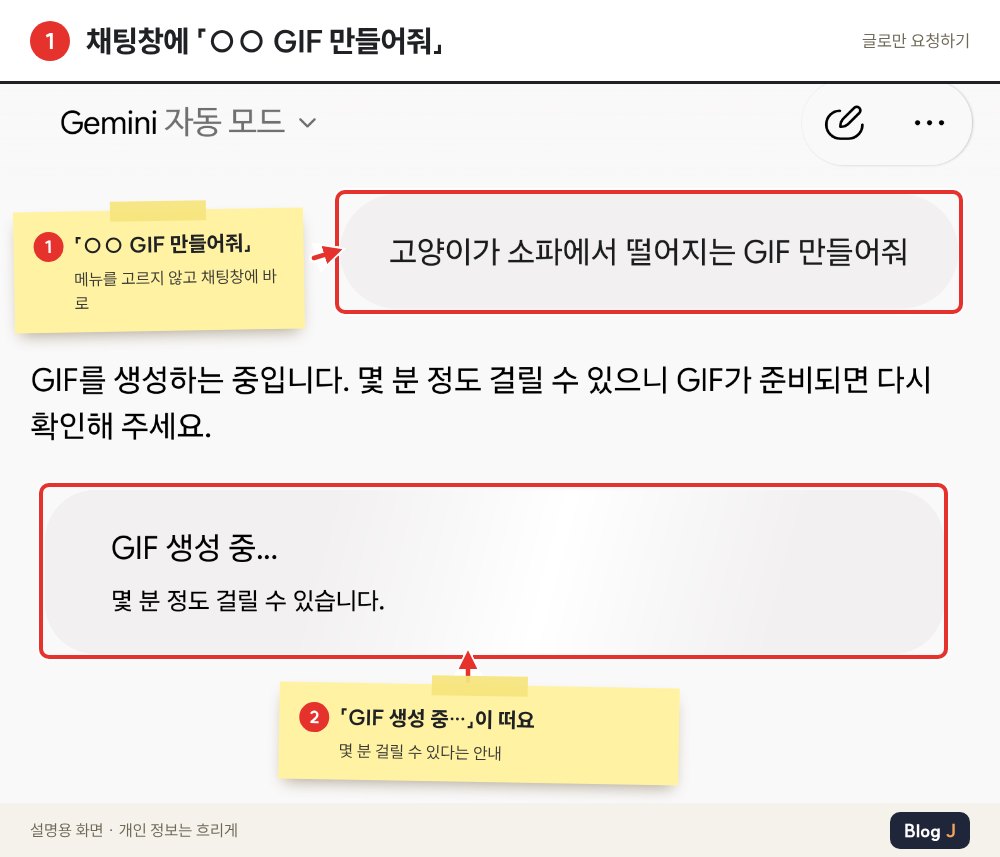 1 채팅창에 「○○ GIF 만들어줘」
글로만 요청하기
Gemini 자동 모드
1 「○○ GIF 만들어줘」
메뉴를 고르지 않고 채팅창에 바
로
고양이가 소파에서 떨어지는 GIF 만들어줘
GIF를 생성하는 중입니다. 몇 분 정도 걸릴 수 있으니 GIF가 준비되면 다시
확인해 주세요.
GIF 생성 중...
몇 분 정도 걸릴 수 있습니다.
2 「GIF 생성 중…」이 떠요
몇 분 걸릴 수 있다는 안내
설명용 화면 · 개인 정보는 흐리게
Blog J